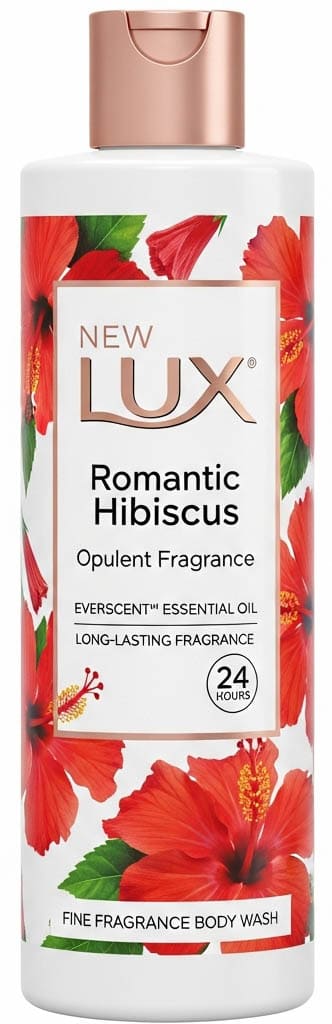 NEW
LUX®
Romantic
Hibiscus
Opulent Fragrance
EVERSCENT™ ESSENTIAL OIL
LONG-LASTING FRAGRANCE
24
HOURS
FINE FRAGRANCE BODY WASH